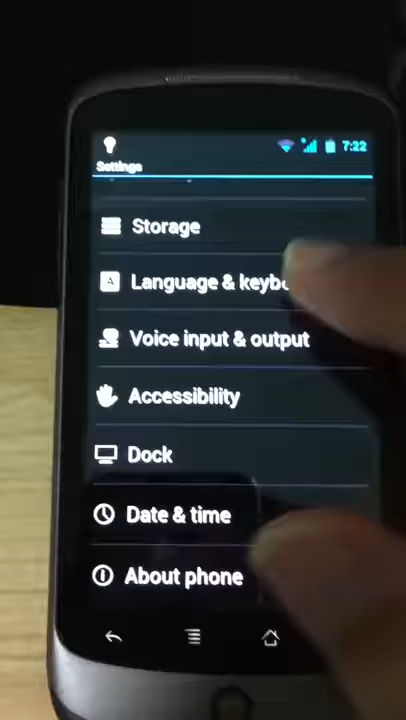 7:22
Settings
Storage
Language & keybo
Voice input & output
Accessibility
Dock
Date & time
About phone